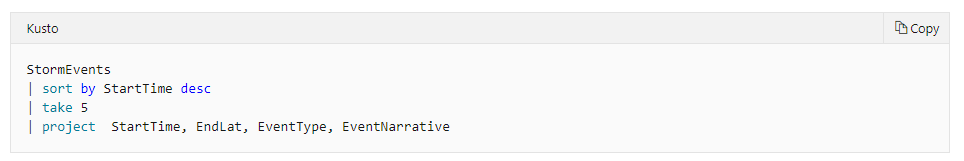 Kusto
Copy
StormEvents
| sort by StartTime desc
| take 5
| project  StartTime, EndLat, EventType, EventNarrative